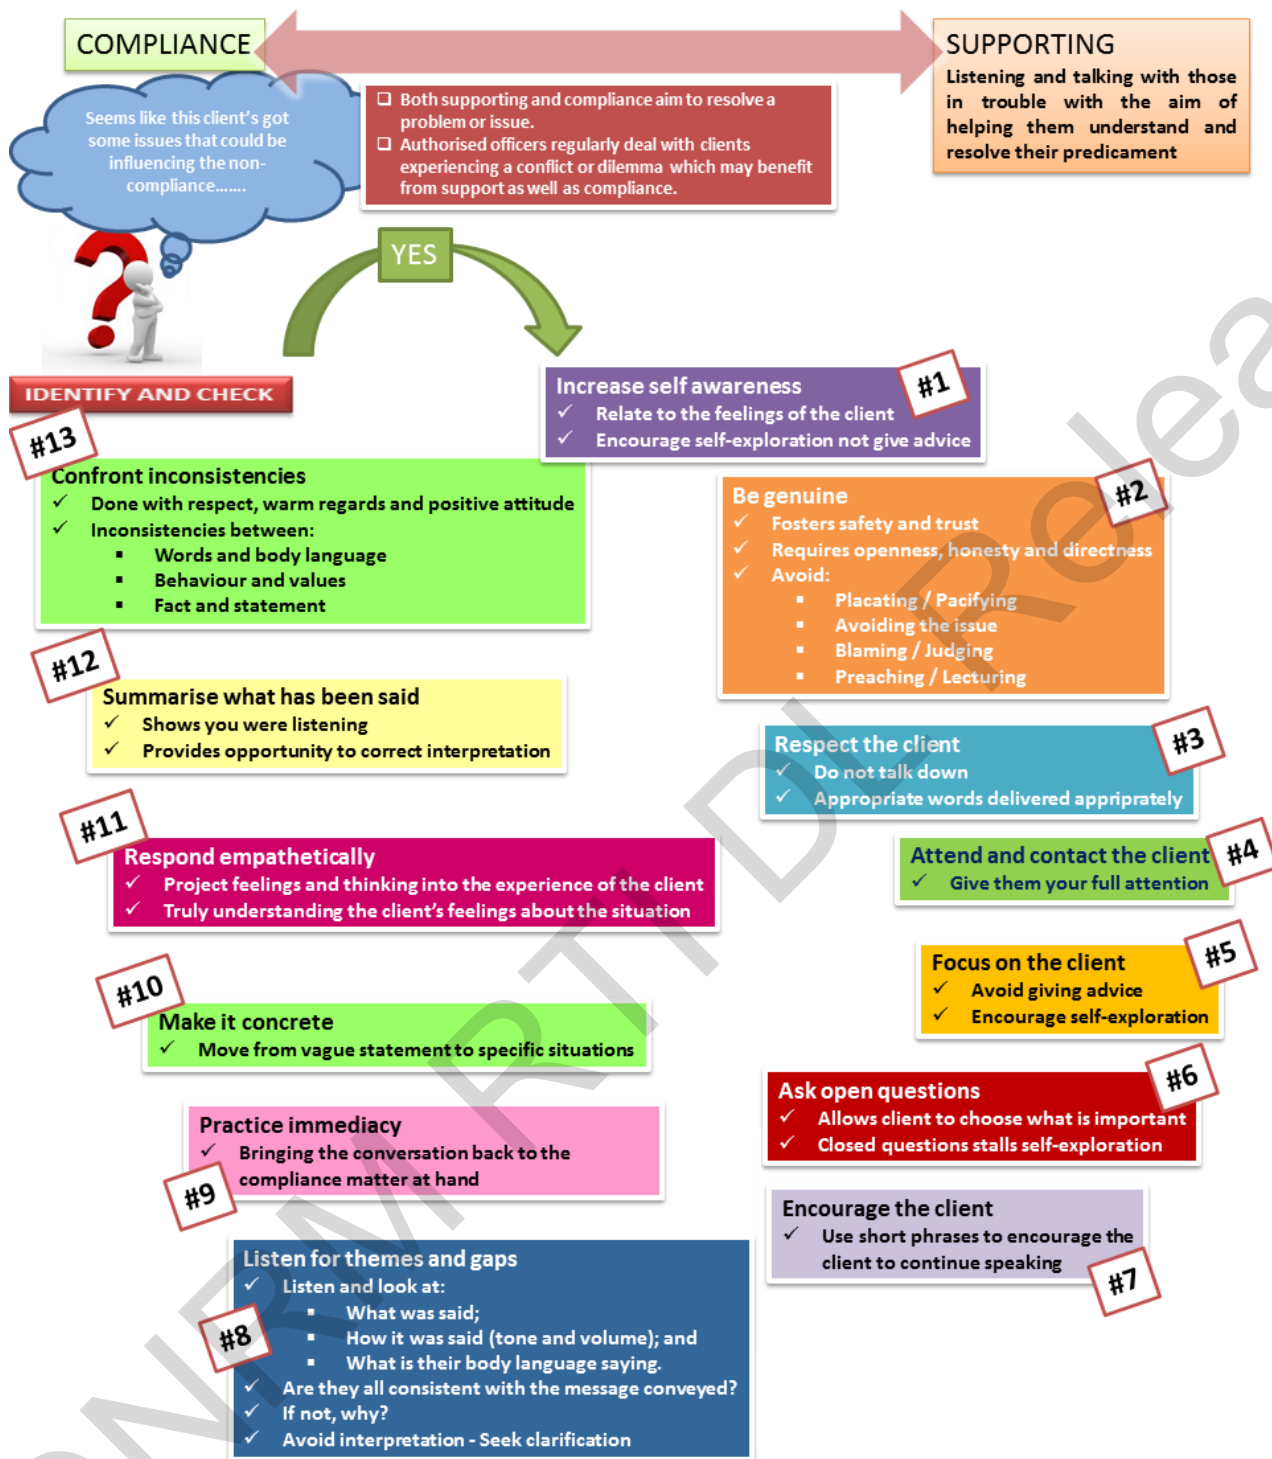 COMPLIANCE
SUPPORTING
Listening and talking with those
in trouble with the aim of
helping them understand and
resolve their predicament
Seems like this client's got
some issues that could be
influencing the non-
compliance.......
❑ Both supporting and compliance aim to resolve a
problem or issue.
❑ Authorised officers regularly deal with clients
experiencing a conflict or dilemma which may benefit
from support as well as compliance.
YES
IDENTIFY AND CHECK
#1
Increase self awareness
✓ Relate to the feelings of the client
✓ Encourage self-exploration not give advice
#2
Be genuine
✓ Fosters safety and trust
✓ Requires openness, honesty and directness
✓ Avoid:
▪ Placating / Pacifying
▪ Avoiding the issue
▪ Blaming / Judging
▪ Preaching / Lecturing
#3
Respect the client
✓ Do not talk down
✓ Appropriate words delivered appriprately
#4
Attend and contact the client
✓ Give them your full attention
#5
Focus on the client
✓ Avoid giving advice
✓ Encourage self-exploration
#6
Ask open questions
✓ Allows client to choose what is important
✓ Closed questions stalls self-exploration
Encourage the client
✓ Use short phrases to encourage the
client to continue speaking
#7
Listen for themes and gaps
✓ Listen and look at:
▪ What was said;
▪ How it was said (tone and volume); and
▪ What is their body language saying.
✓ Are they all consistent with the message conveyed?
✓ If not, why?
✓ Avoid interpretation - Seek clarification
#8
Practice immediacy
✓ Bringing the conversation back to the
compliance matter at hand
#9
#10
Make it concrete
✓ Move from vague statement to specific situations
#11
Respond empathetically
✓ Project feelings and thinking into the experience of the client
✓ Truly understanding the client's feelings about the situation
#12
Summarise what has been said
✓ Shows you were listening
✓ Provides opportunity to correct interpretation
#13
Confront inconsistencies
✓ Done with respect, warm regards and positive attitude
✓ Inconsistencies between:
▪ Words and body language
▪ Behaviour and values
▪ Fact and statement
NRM RTI DL Relea